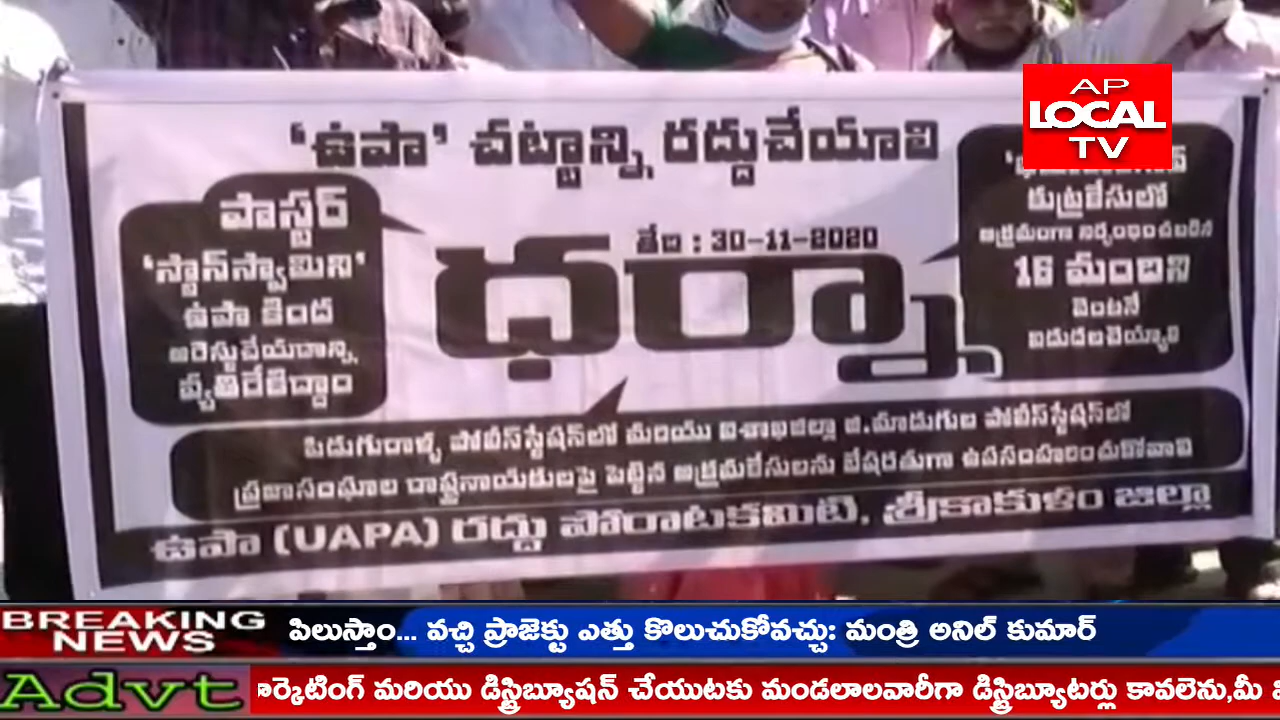 AP
LOCAL
TV
'ఉపా' చట్టాన్ని రద్దుచేయాలి
పాస్టర్
'స్టాన్‌స్వామిని'
ఉపా కింద
అరెస్టుచేయడాన్ని
వ్యతిరేకిద్దాం
తేది : 30-11-2020
ధర్నా
కుట్రకేసులో
అక్రమంగా నిర్బంధించబడిన
16 మందిని
వెంటనే
విడుదలచెయ్యాలి
పిడుగురాళ్ళ పోలీస్‌స్టేషన్‌లో మరియు విశాఖజిల్లా జి.మాడుగుల పోలీస్‌స్టేషన్‌లో
ప్రజాసంఘాల రాష్ట్రనాయకులపై పెట్టిన అక్రమకేసులను బేషరతుగా ఉపసంహరించుకోవాలి
ఉపా (UAPA) రద్దు పోరాటకమిటి. శ్రీకాకుళం జిల్లా
BREAKING
NEWS
పిలుస్తాం... వచ్చి ప్రాజెక్టు ఎత్తు కొలుచుకోవచ్చు: మంత్రి అనిల్ కుమార్
Advt
ార్కెటింగ్ మరియు డిస్ట్రిబ్యూషన్ చేయుటకు మండలాలవారీగా డిస్ట్రిబ్యూటర్లు కావలెను,మీ